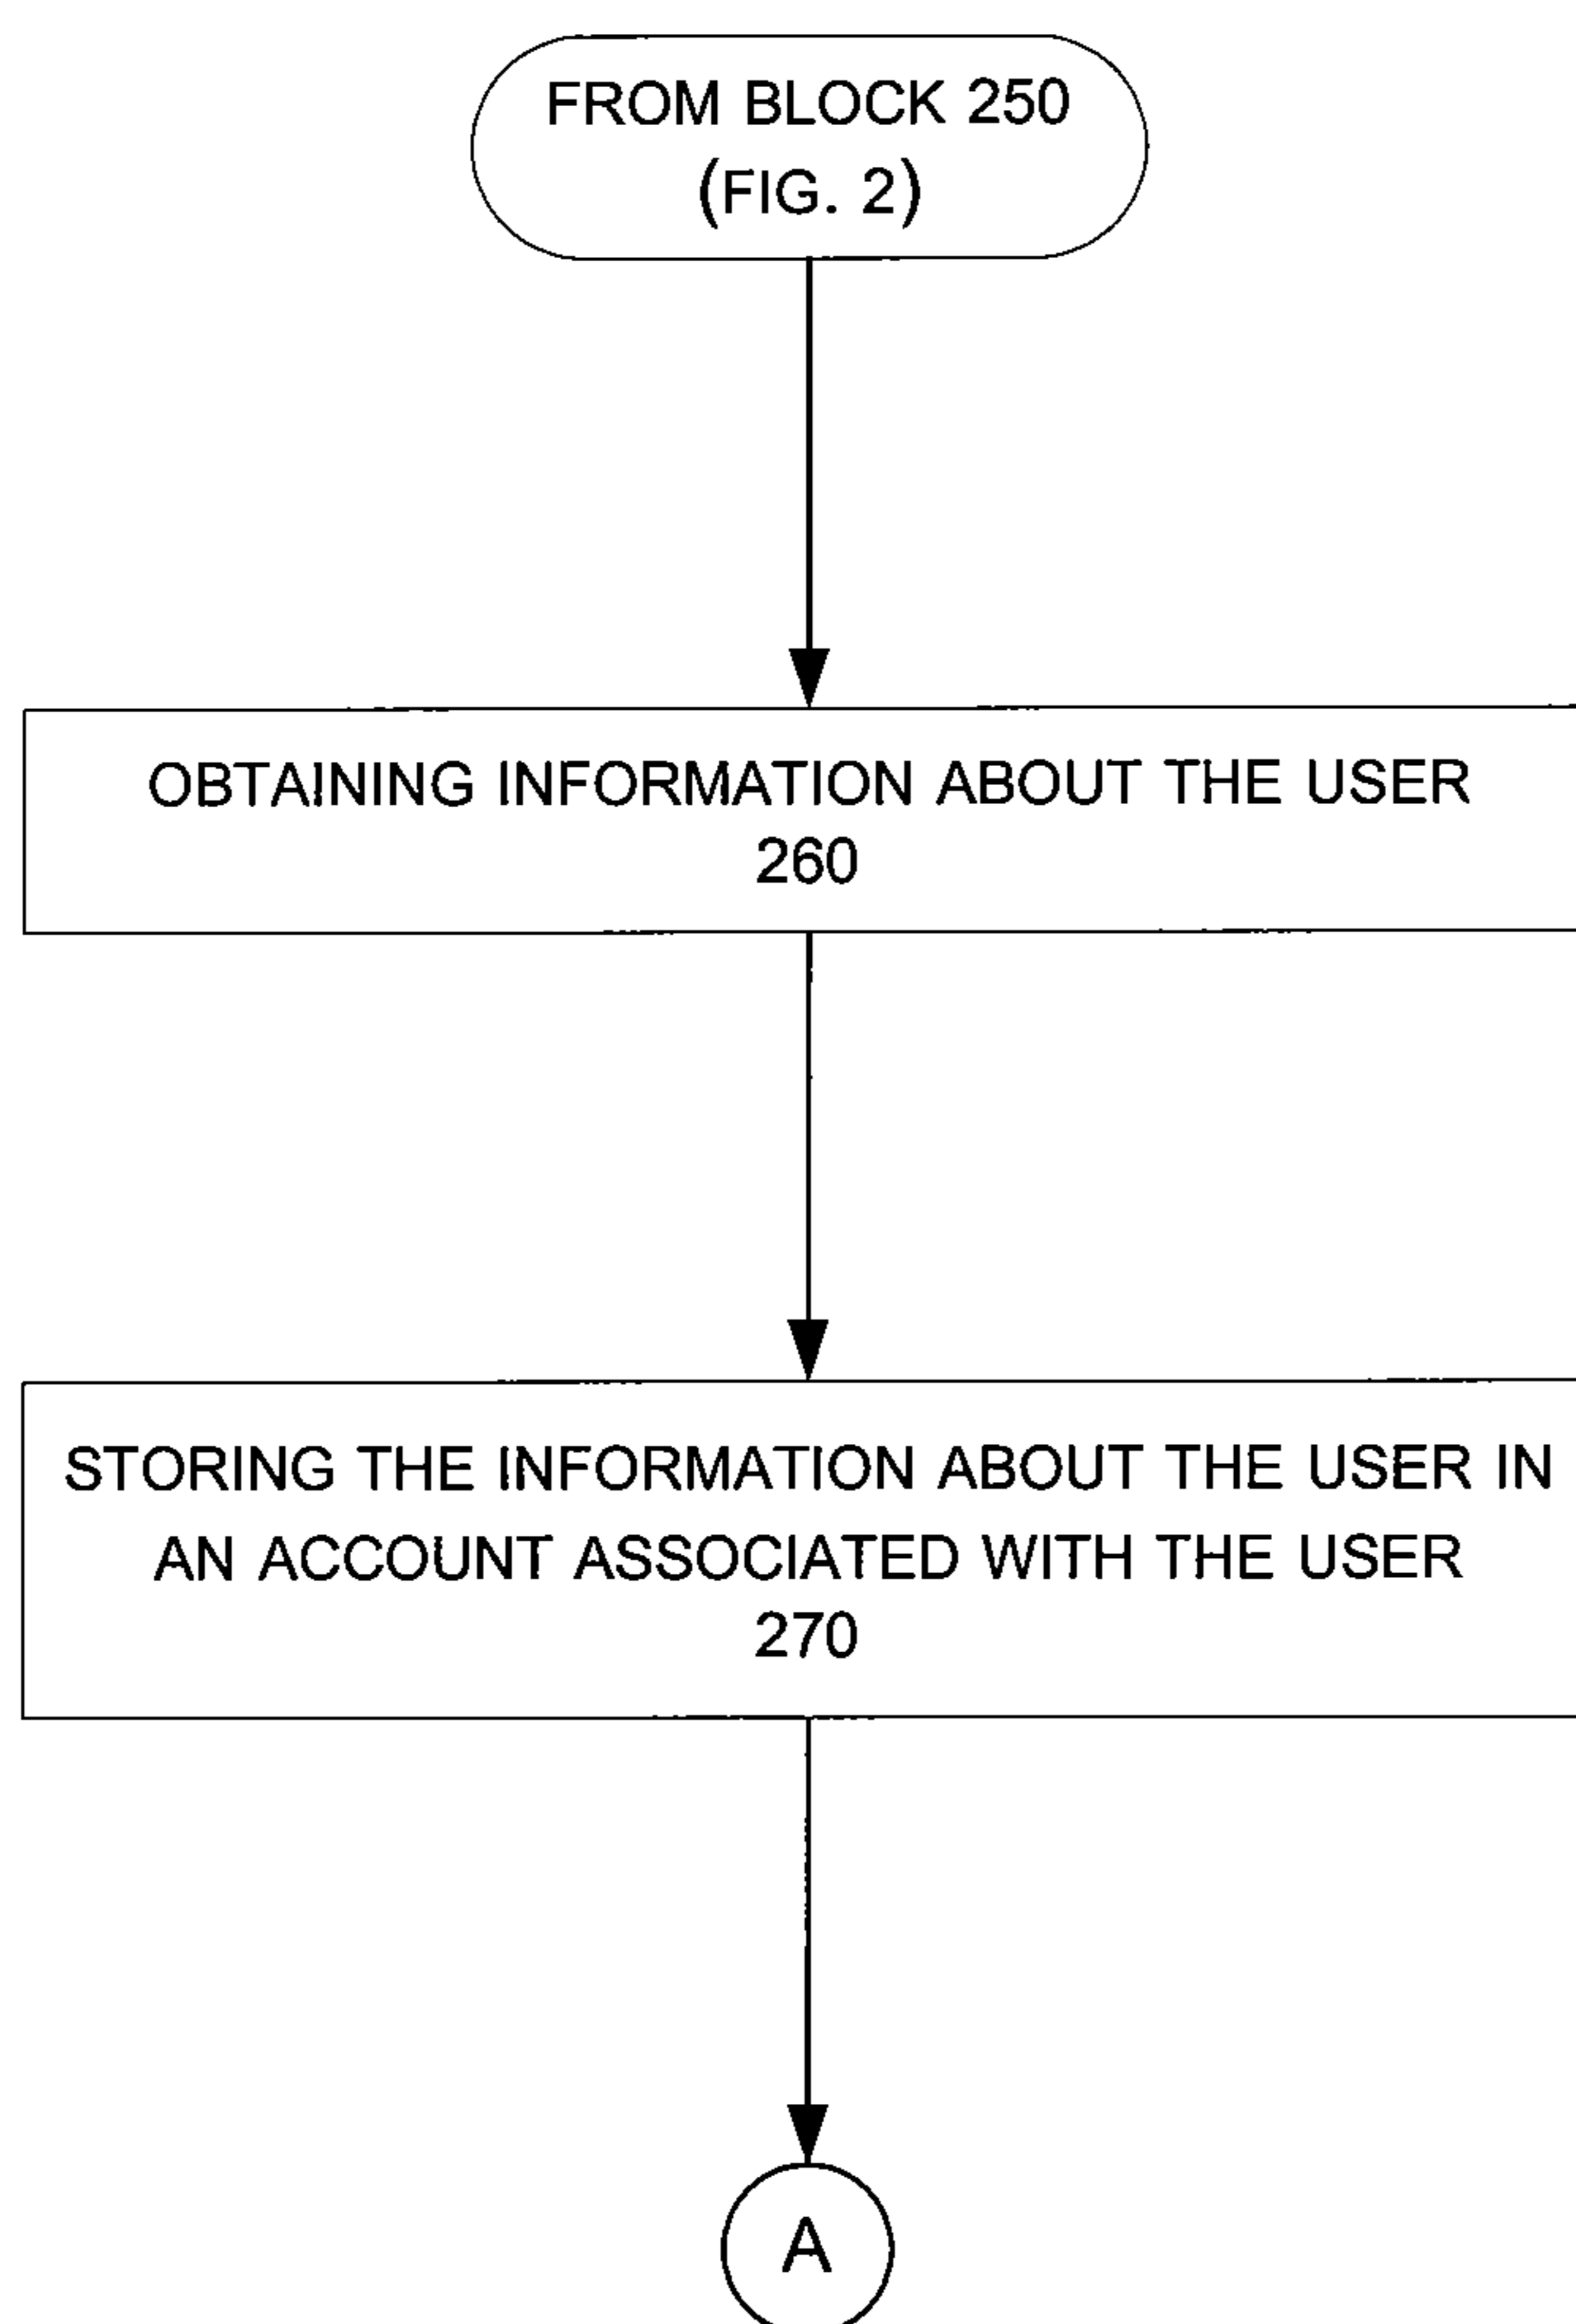 FROM BLOCK 250
(FIG. 2)
OBTAINING INFORMATION ABOUT THE USER
260
STORING THE INFORMATION ABOUT THE USER IN
AN ACCOUNT ASSOCIATED WITH THE USER
270
A